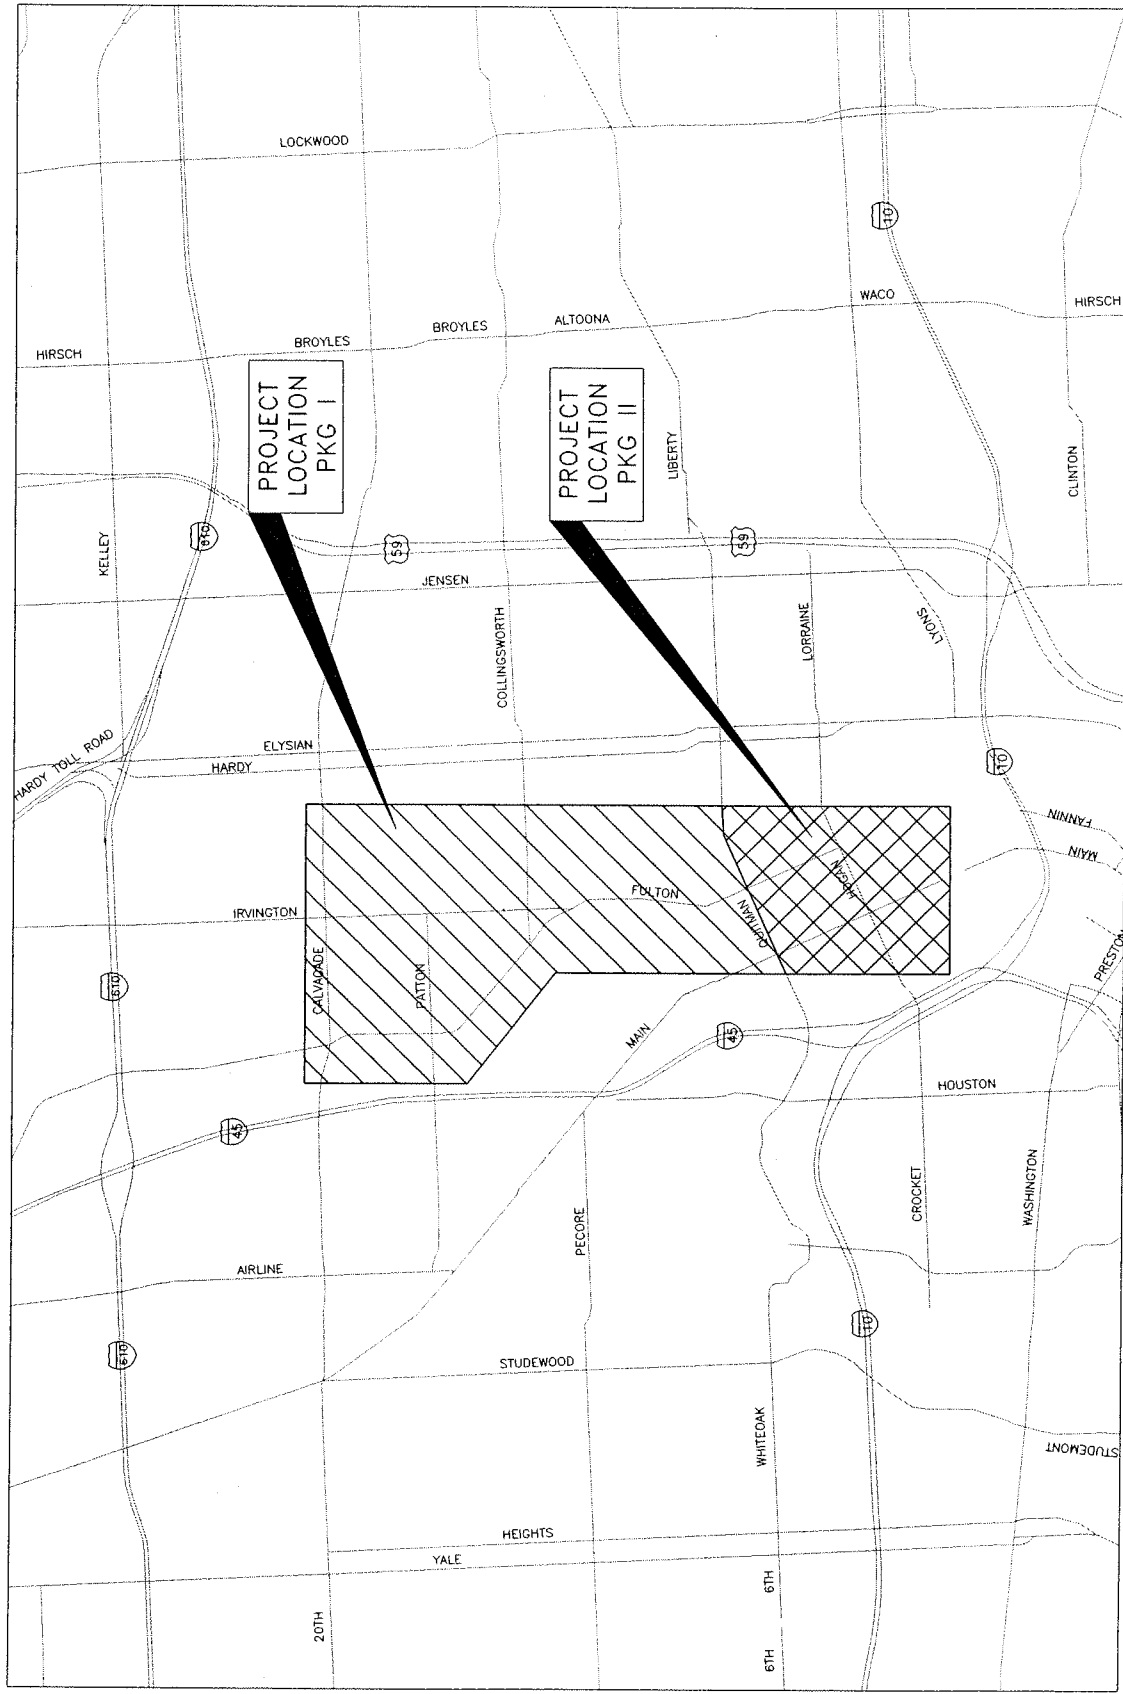 LOCKWOOD
10
WACO
HIRSCH
ALTOONA
BROYLES
BROYLES
HIRSCH
PROJECT
LOCATION
PKG I
PROJECT
LOCATION
PKG II
LIBERTY
CLINTON
KELLEY
610
59
59
JENSEN
COLLINGSWORTH
LORRAINE
LYONS
HARDY TOLL ROAD
ELYSIAN
HARDY
10
FANNIN
MAIN
IRVINGTON
FULTON
HOGAN
QUITMAN
CALVACADE
PATTON
610
PRESTON
MAIN
45
HOUSTON
45
CROCKET
WASHINGTON
PECORE
AIRLINE
610
10
STUDEWOOD
WHITEOAK
STUDEMONT
HEIGHTS
YALE
20TH
6TH
6TH